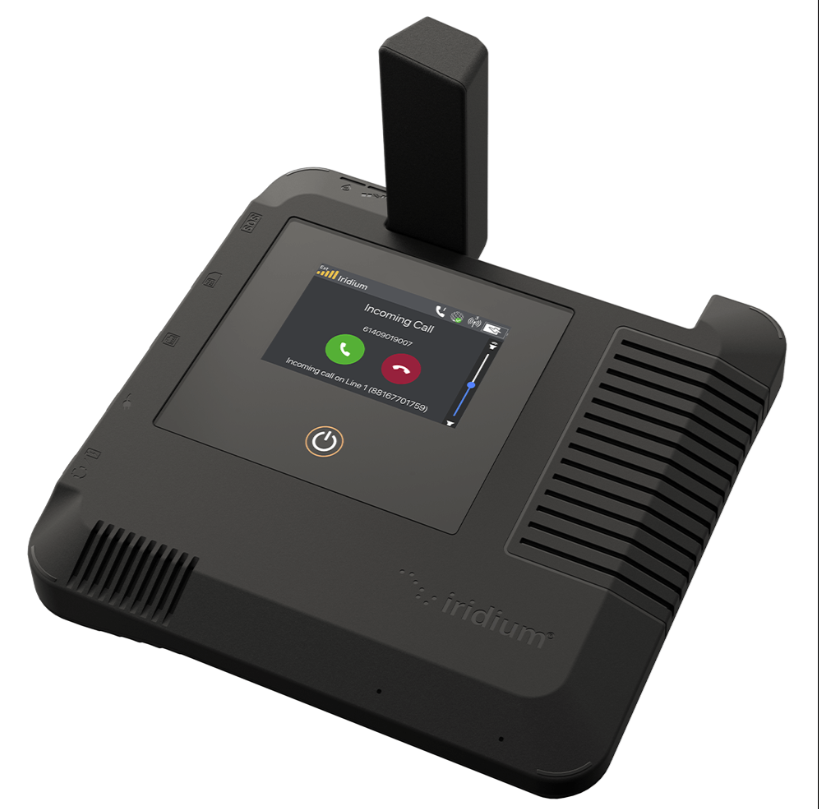 Iridium
Incoming Call
61409019007
Incoming call on Line 1 (88167701759)
iridium®